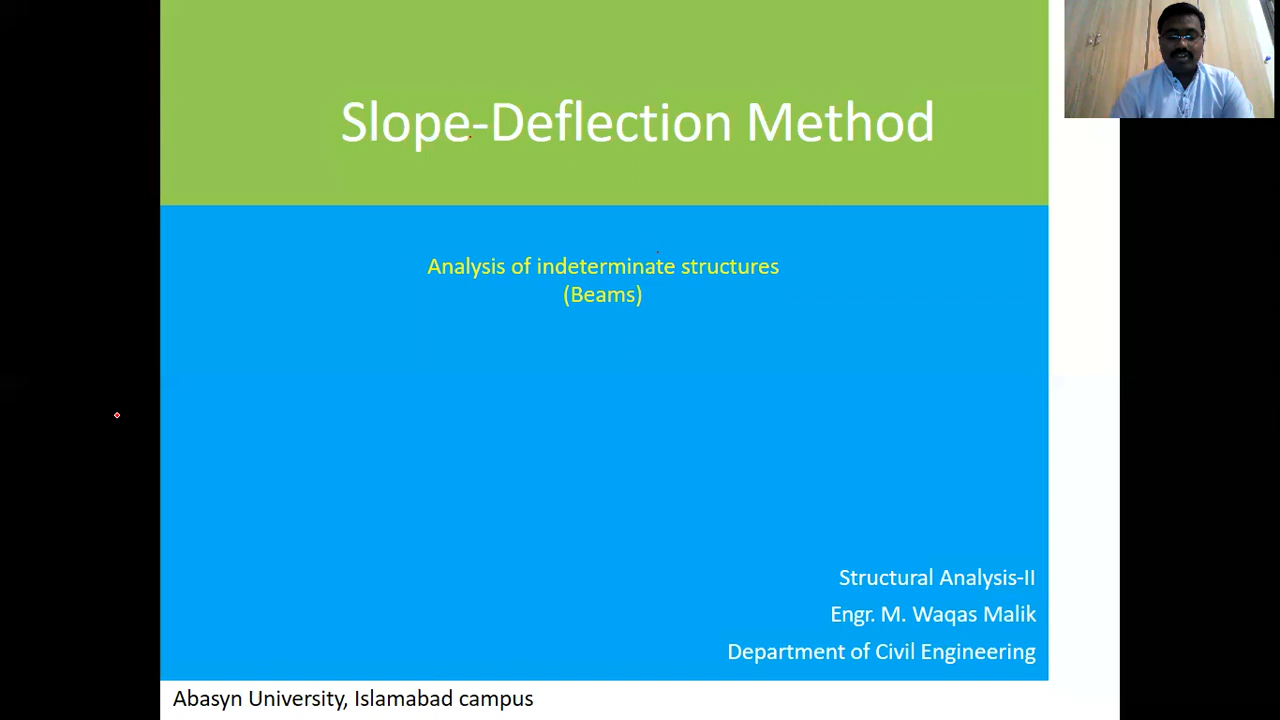 Slope-Deflection Method
Analysis of indeterminate structures
(Beams)
Structural Analysis-II
Engr. M. Waqas Malik
Department of Civil Engineering
Abasyn University, Islamabad campus